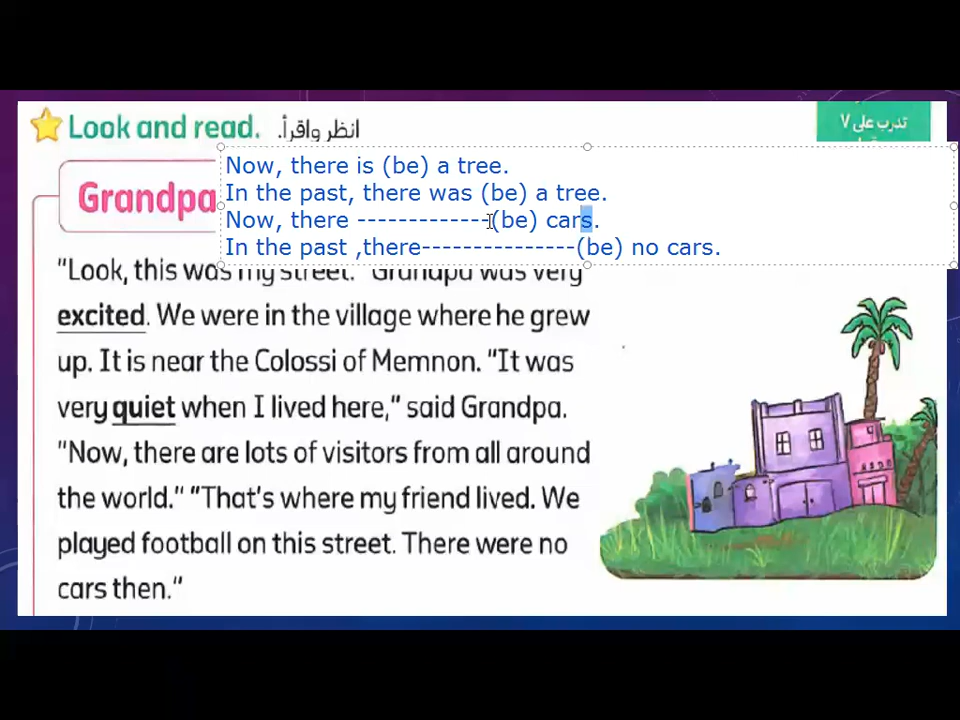 Look and read. انظر واقرأ.
تدرب على ٧
Now, there is (be) a tree.
In the past, there was (be) a tree.
Now, there -------------(be) cars.
In the past ,there---------------(be) no cars.
Grandpa
"Look, this was my street." Grandpa was very
excited. We were in the village where he grew
up. It is near the Colossi of Memnon. "It was
very quiet when I lived here," said Grandpa.
"Now, there are lots of visitors from all around
the world." "That's where my friend lived. We
played football on this street. There were no
cars then."